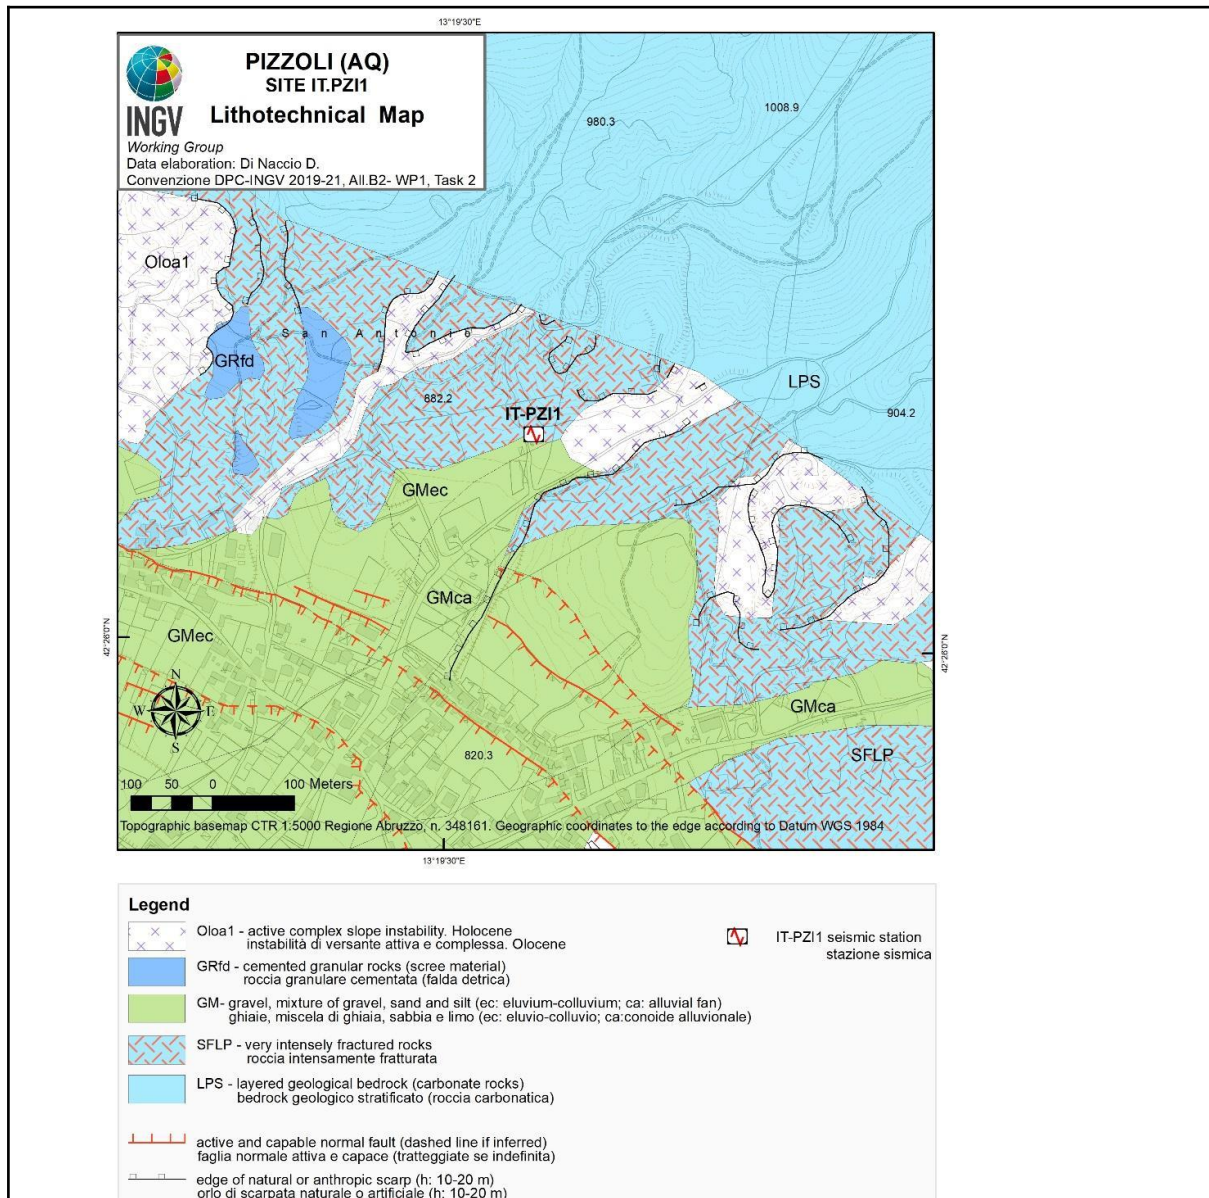 13°19'30"E
PIZZOLI (AQ)
SITE IT.PZI1
Lithotechnical Map
INGV
Working Group
Data elaboration: Di Naccio D.
Convenzione DPC-INGV 2019-21, All.B2- WP1, Task 2
1008.9
980.3
Oloa1
San Antonio
GRfd
LPS
882.2
904.2
IT-PZI1
GMec
GMca
GMec
42°26'0"N
42°26'0"N
N
W E
S
GMca
820.3
SFLP
100 50 0 100 Meters
Topographic basemap CTR 1:5000 Regione Abruzzo, n. 348161. Geographic coordinates to the edge according to Datum WGS 1984
13°19'30"E
Legend
Oloa1 - active complex slope instability. Holocene
instabilità di versante attiva e complessa. Olocene
GRfd - cemented granular rocks (scree material)
roccia granulare cementata (falda detrica)
GM- gravel, mixture of gravel, sand and silt (ec: eluvium-colluvium; ca: alluvial fan)
ghiaie, miscela di ghiaia, sabbia e limo (ec: eluvio-colluvio; ca:conoide alluvionale)
SFLP - very intensely fractured rocks
roccia intensamente fratturata
LPS - layered geological bedrock (carbonate rocks)
bedrock geologico stratificato (roccia carbonatica)
active and capable normal fault (dashed line if inferred)
faglia normale attiva e capace (tratteggiate se indefinita)
edge of natural or anthropic scarp (h: 10-20 m)
orlo di scarpata naturale o artificiale (h: 10-20 m)
IT-PZI1 seismic station
stazione sismica